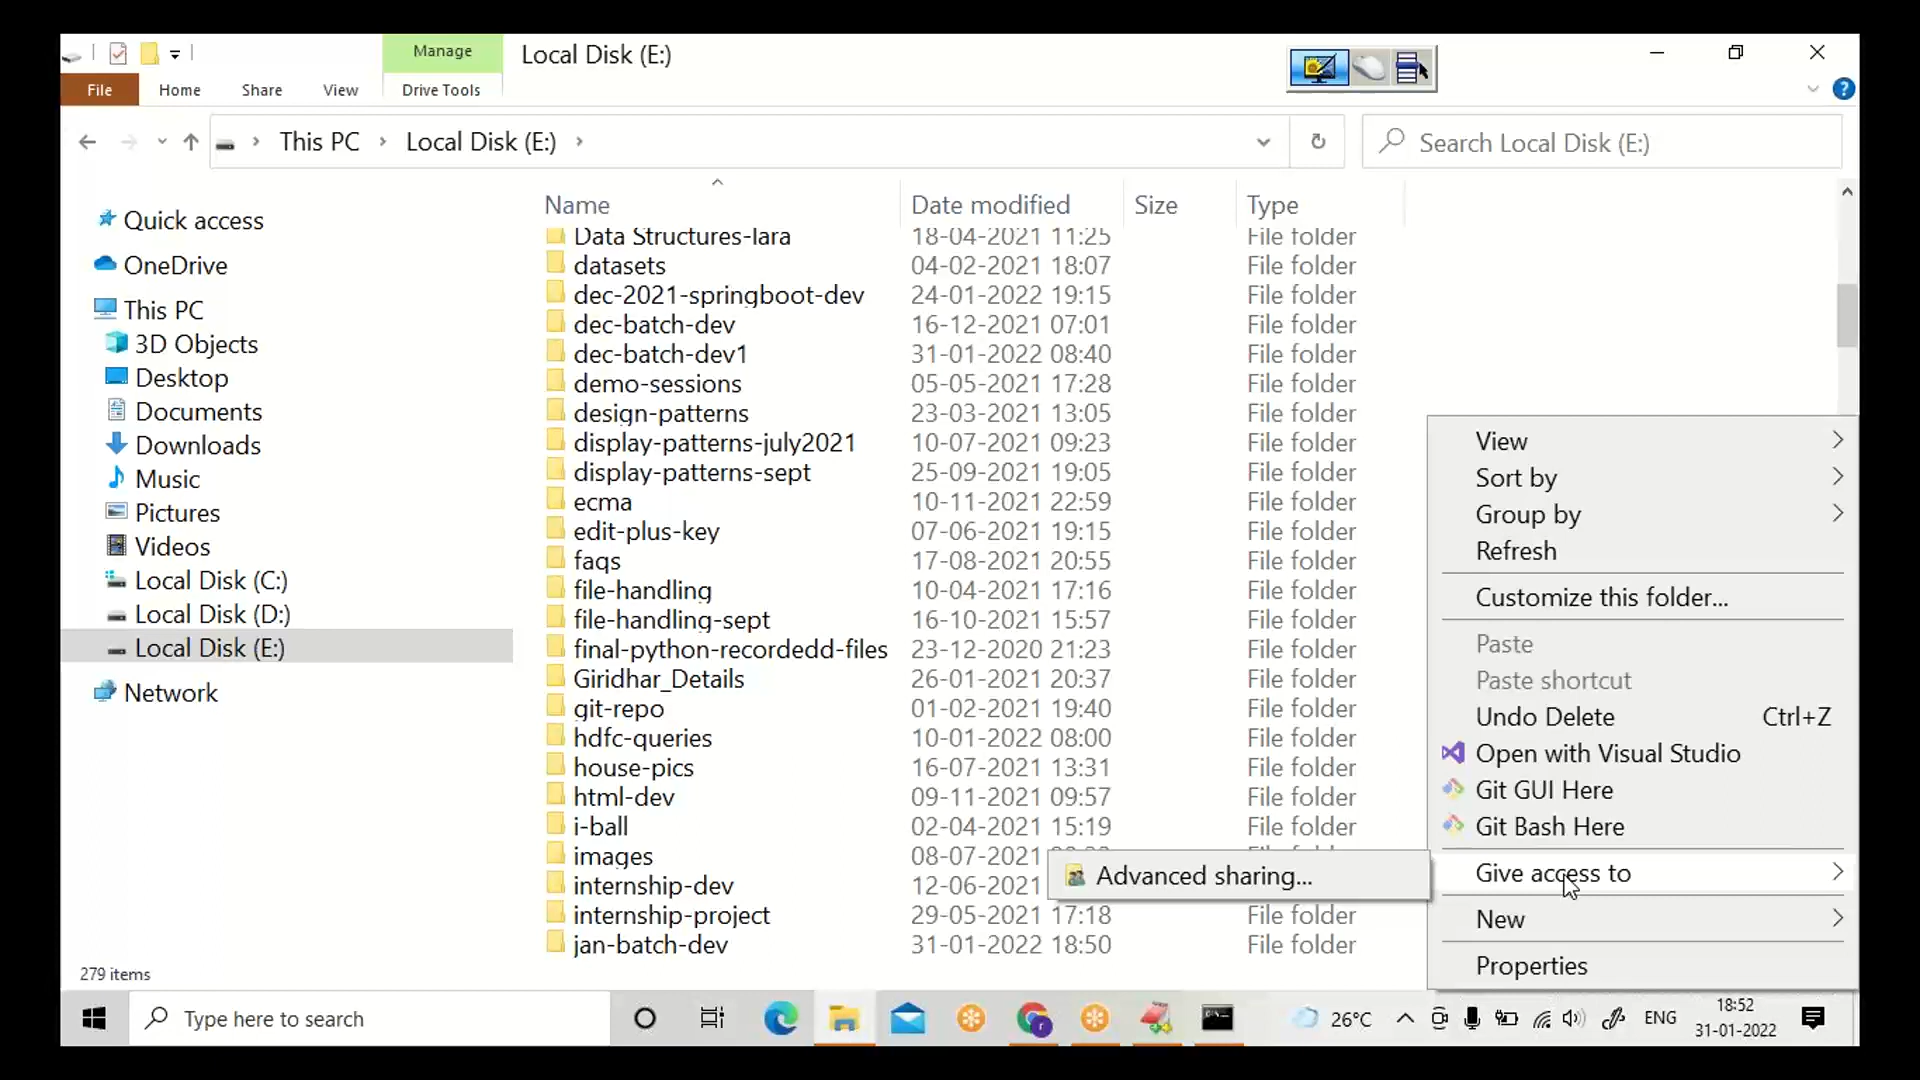 Manage
Local Disk (E:)
File
Home
Share
View
Drive Tools
This PC
Local Disk (E:)
Search Local Disk (E:)
Name
Date modified
Size
Type
Quick access
OneDrive
This PC
3D Objects
Desktop
Documents
Downloads
Music
Pictures
Videos
Local Disk (C:)
Local Disk (D:)
Local Disk (E:)
Network
Data Structures-lara 18-04-2021 11:25 File folder
datasets 04-02-2021 18:07 File folder
dec-2021-springboot-dev 24-01-2022 19:15 File folder
dec-batch-dev 16-12-2021 07:01 File folder
dec-batch-dev1 31-01-2022 08:40 File folder
demo-sessions 05-05-2021 17:28 File folder
design-patterns 23-03-2021 13:05 File folder
display-patterns-july2021 10-07-2021 09:23 File folder
display-patterns-sept 25-09-2021 19:05 File folder
ecma 10-11-2021 22:59 File folder
edit-plus-key 07-06-2021 19:15 File folder
faqs 17-08-2021 20:55 File folder
file-handling 10-04-2021 17:16 File folder
file-handling-sept 16-10-2021 15:57 File folder
final-python-recordedd-files 23-12-2020 21:23 File folder
Giridhar_Details 26-01-2021 20:37 File folder
git-repo 01-02-2021 19:40 File folder
hdfc-queries 10-01-2022 08:00 File folder
house-pics 16-07-2021 13:31 File folder
html-dev 09-11-2021 09:57 File folder
i-ball 02-04-2021 15:19 File folder
images 08-07-2021
internship-dev 12-06-2021
internship-project 29-05-2021 17:18 File folder
jan-batch-dev 31-01-2022 18:50 File folder
View
Sort by
Group by
Refresh
Customize this folder...
Paste
Paste shortcut
Undo Delete Ctrl+Z
Open with Visual Studio
Git GUI Here
Git Bash Here
Give access to
Advanced sharing...
New
Properties
279 items
Type here to search
26°C
ENG
18:52
31-01-2022